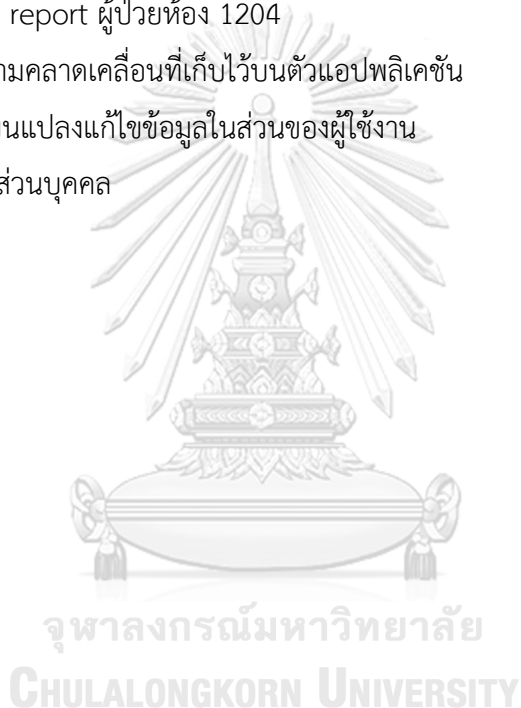 report ผู้ป่วยห้อง 1204
ามคลาดเคลื่อนที่เก็บไว้บนตัวแอปพลิเคชัน
นแปลงแก้ไขข้อมูลในส่วนของผู้ใช้งาน
ส่วนบุคคล
จุฬาลงกรณ์มหาวิทยาลัย
CHULALONGKORN UNIVERSITY